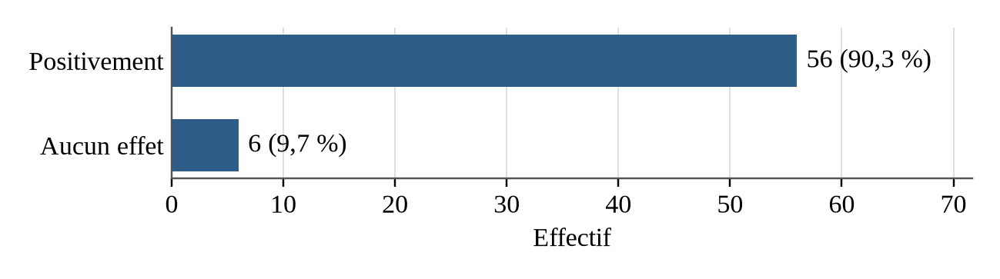 Positivement 56 (90,3 %)
Aucun effet 6 (9,7 %)
0 10 20 30 40 50 60 70
Effectif